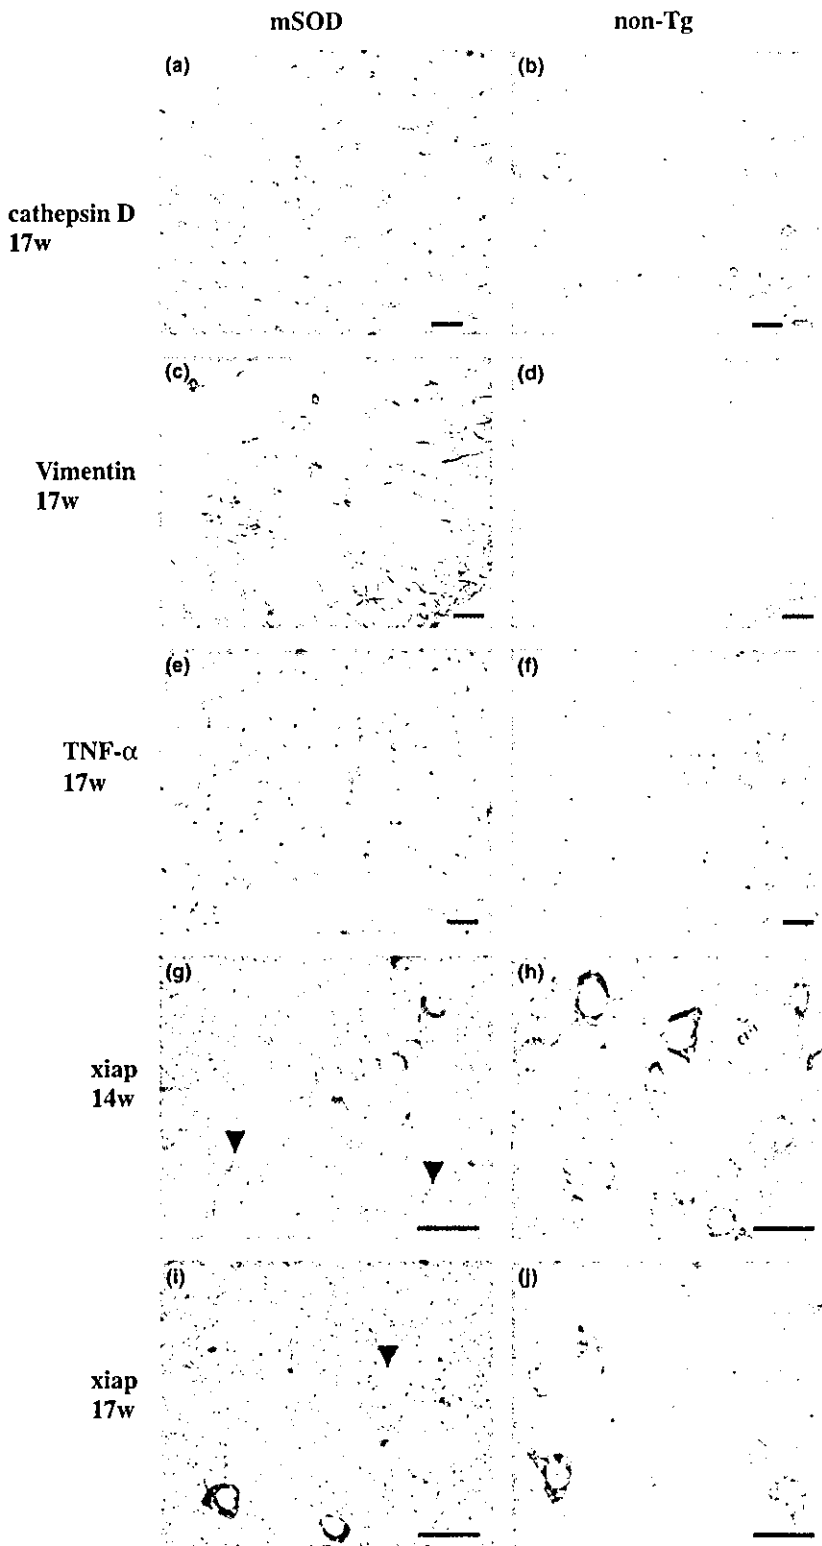 mSOD non-Tg
(a) (b)
cathepsin D
17w
(c) (d)
Vimentin
17w
(e) (f)
TNF-α
17w
(g) (h)
xiap
14w
(i) (j)
xiap
17w